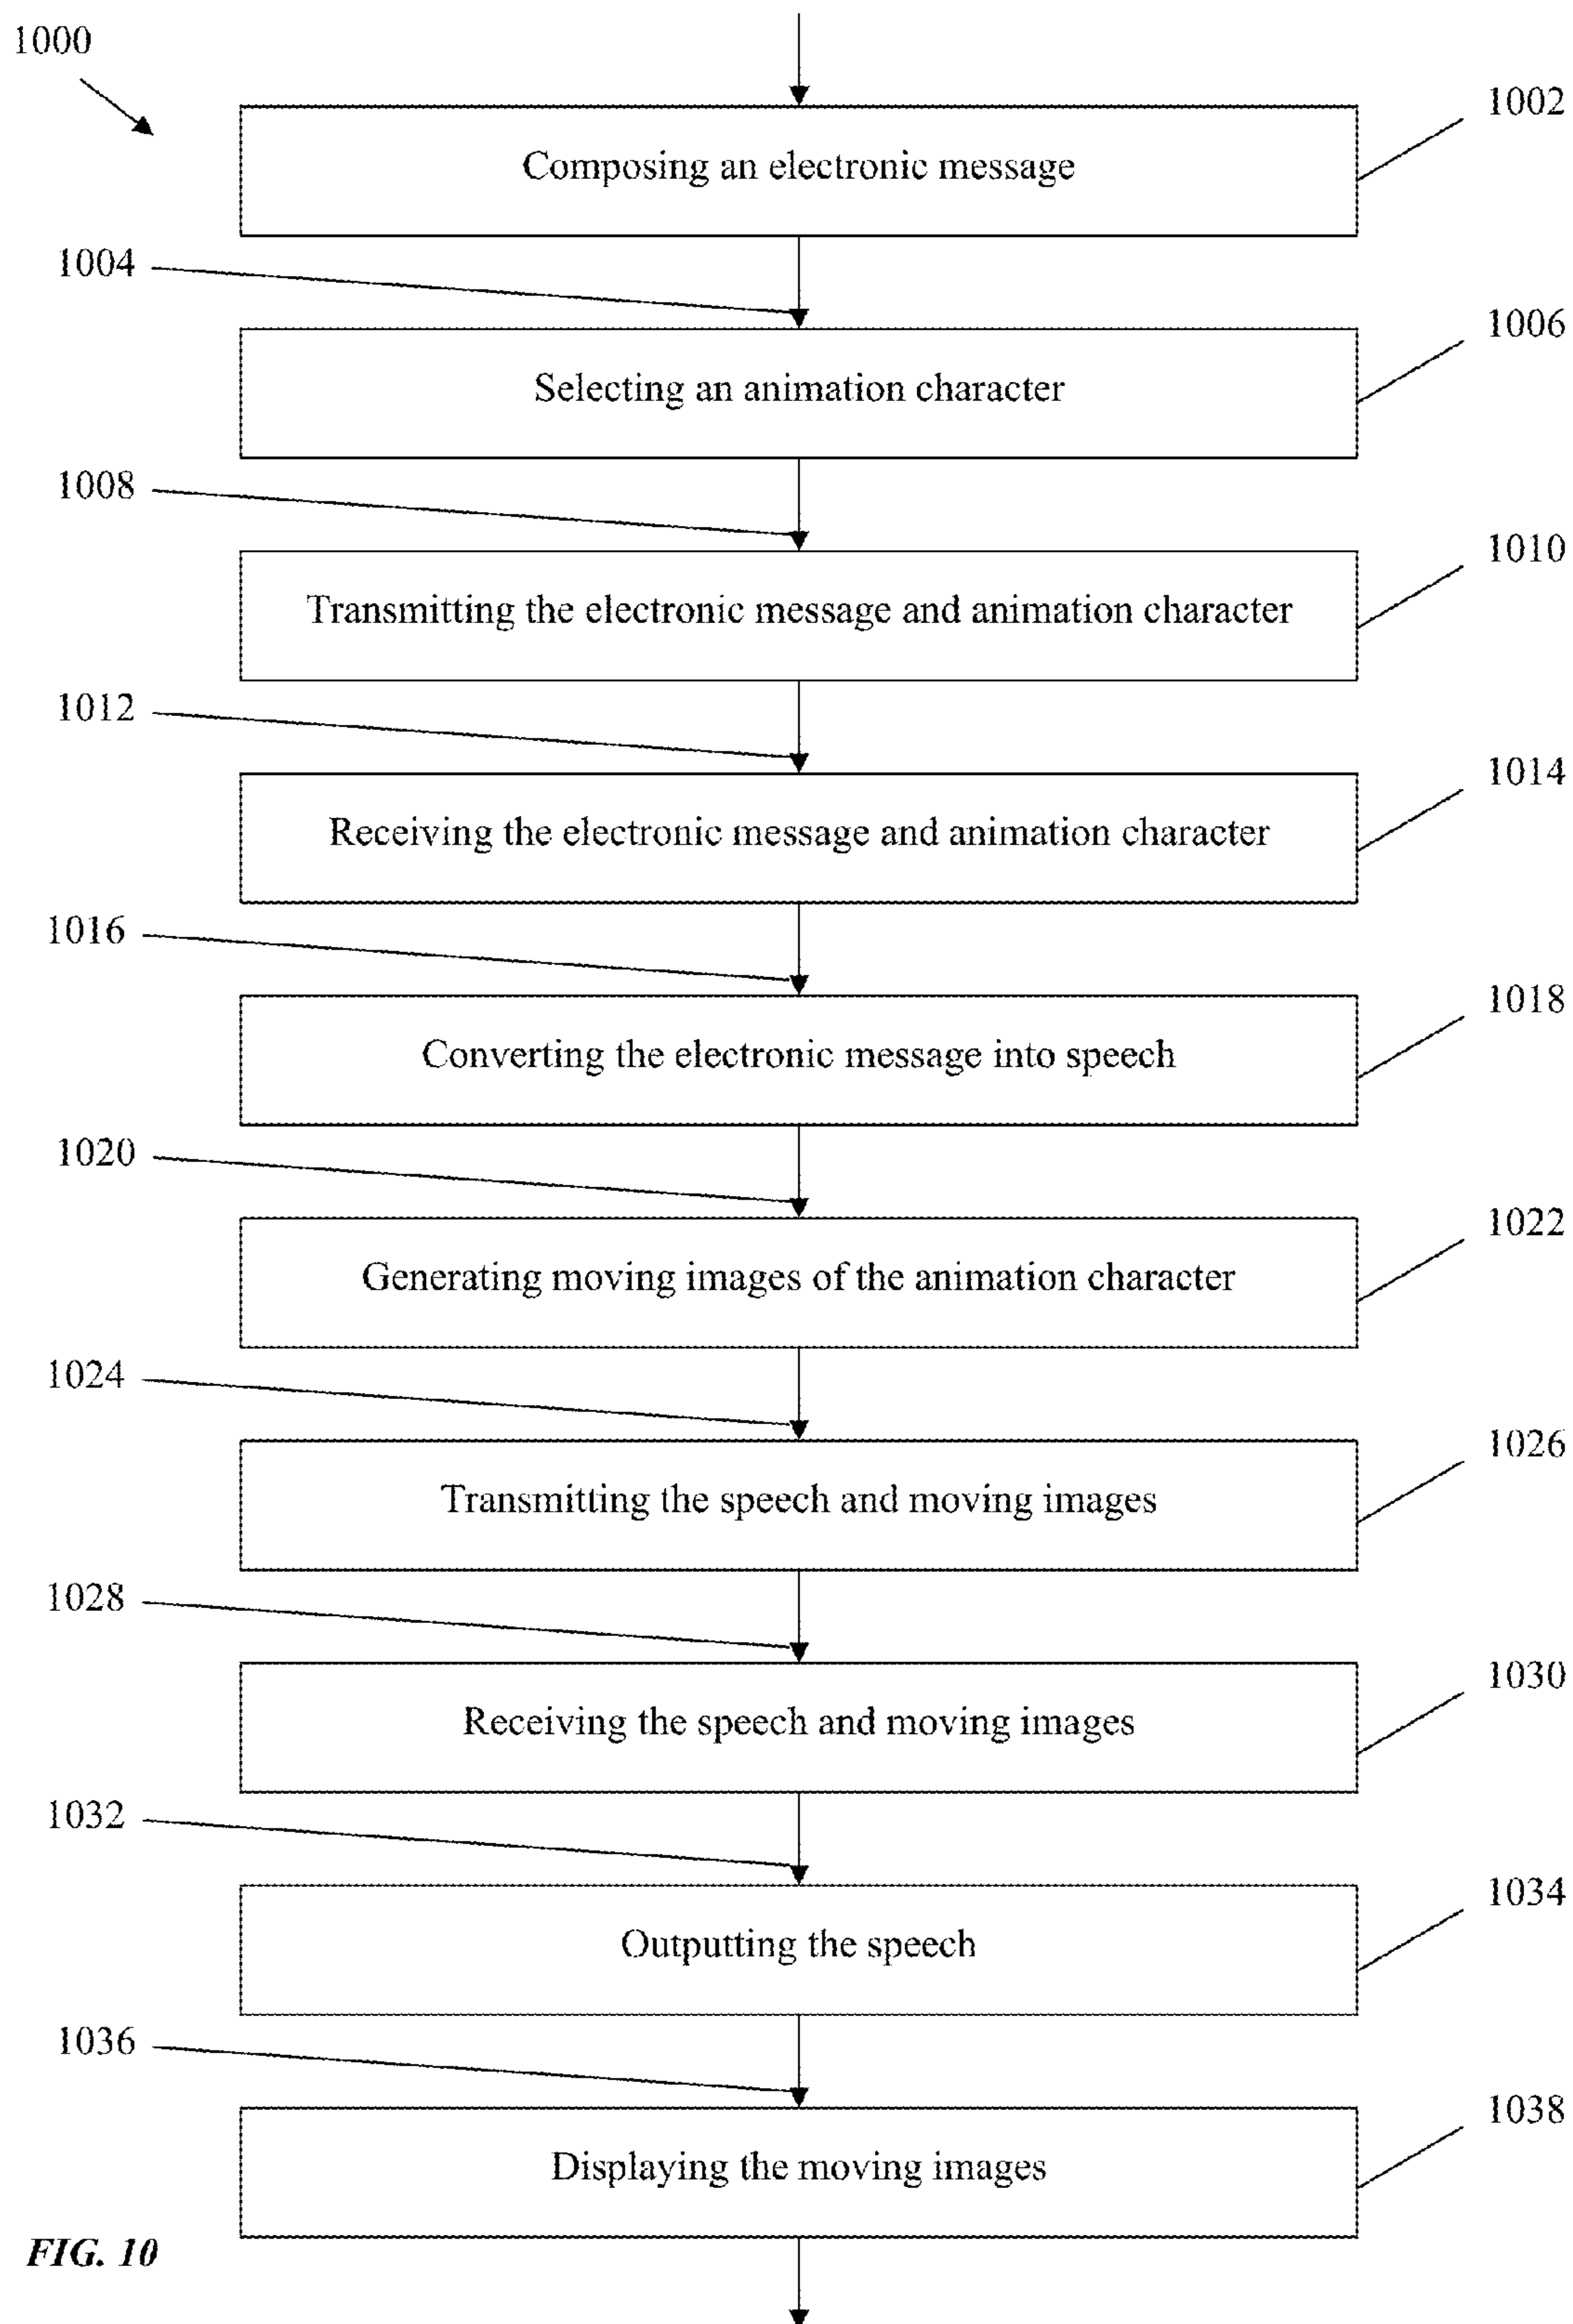 1000
1002
Composing an electronic message
1004
1006
Selecting an animation character
1008
1010
Transmitting the electronic message and animation character
1012
1014
Receiving the electronic message and animation character
1016
1018
Converting the electronic message into speech
1020
1022
Generating moving images of the animation character
1024
1026
Transmitting the speech and moving images
1028
1030
Receiving the speech and moving images
1032
1034
Outputting the speech
1036
1038
Displaying the moving images
FIG. 10